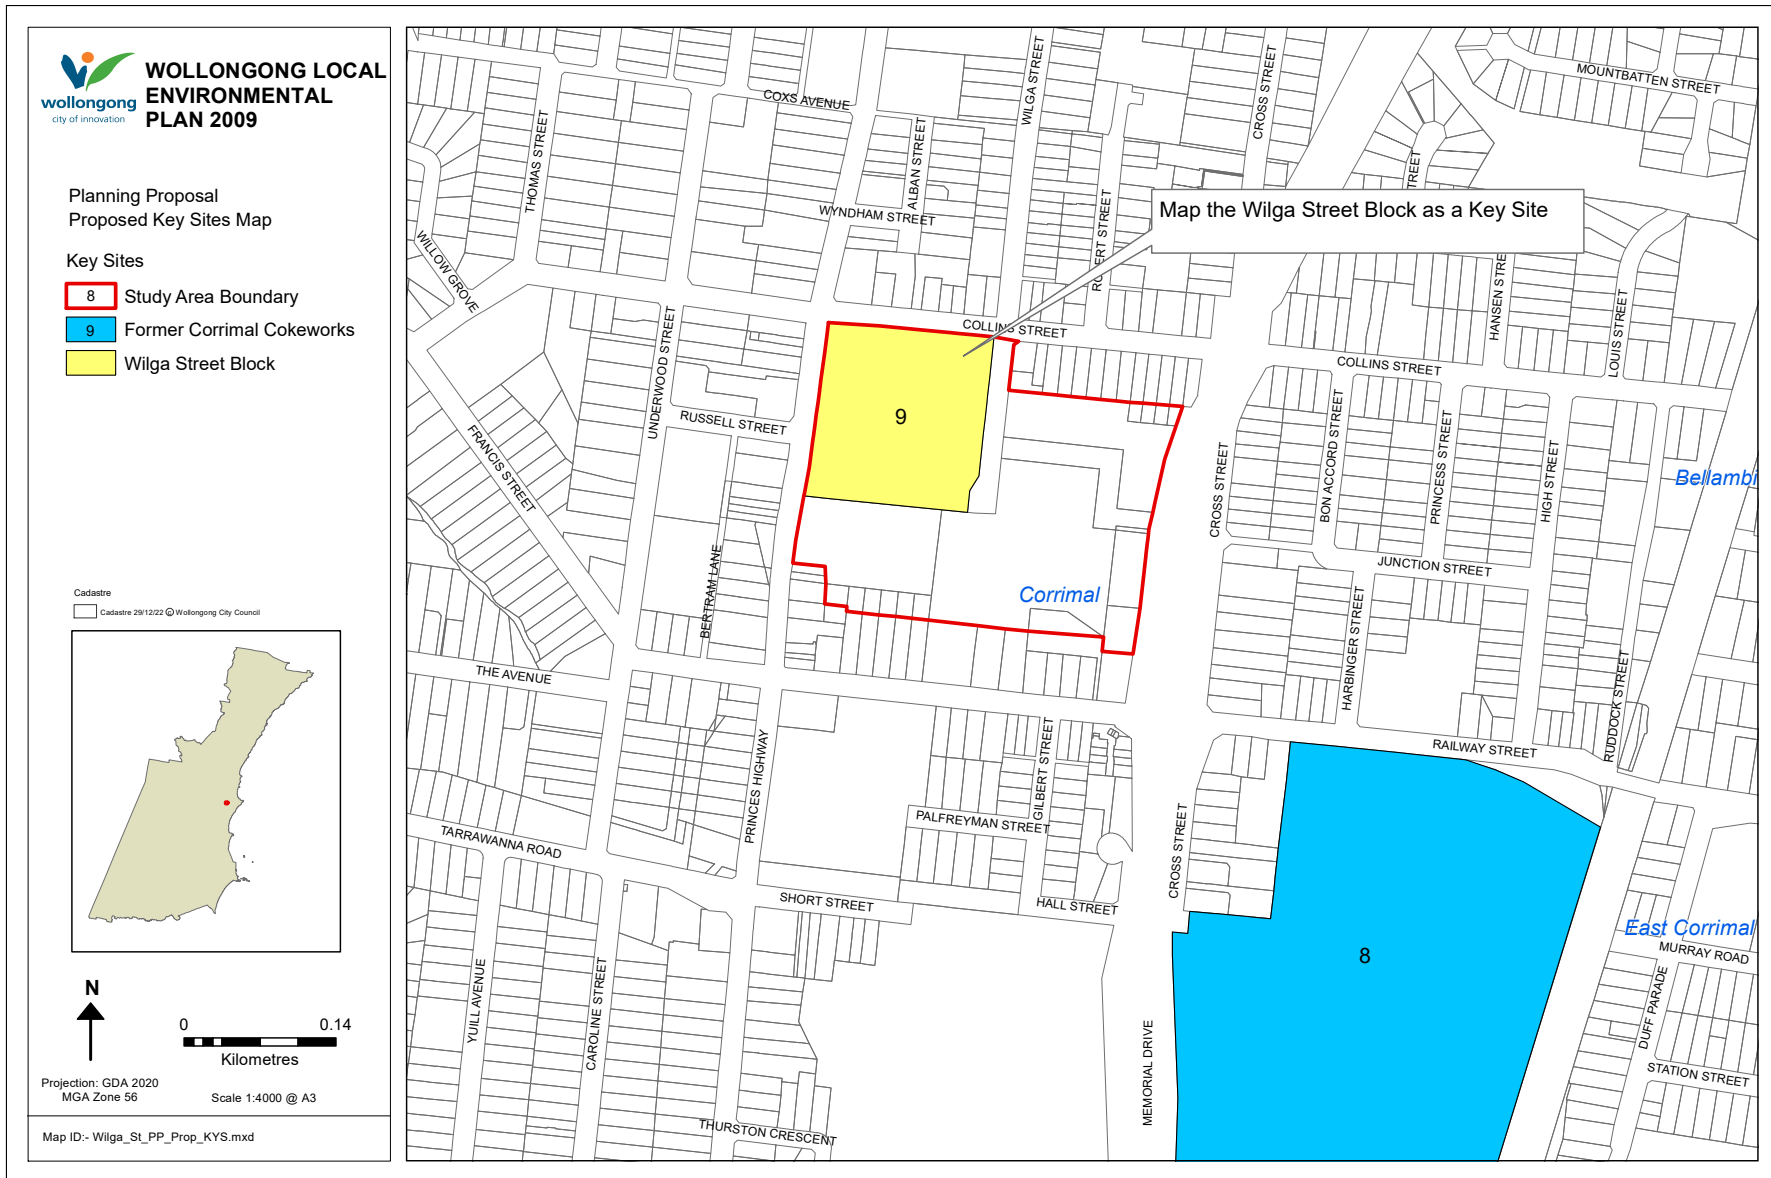 wollongong
city of innovation
WOLLONGONG LOCAL
ENVIRONMENTAL
PLAN 2009
Planning Proposal
Proposed Key Sites Map
Key Sites
8 Study Area Boundary
9 Former Corrimal Cokeworks
Wilga Street Block
Cadastre
Cadastre 29/12/22 © Wollongong City Council
N
0 0.14
Kilometres
Projection: GDA 2020
MGA Zone 56
Scale 1:4000 @ A3
Map ID:- Wilga_St_PP_Prop_KYS.mxd
MOUNTBATTEN STREET
COXS AVENUE
WILGA STREET
CROSS STREET
THOMAS STREET
ALBAN STREET
STREET
WYNDHAM STREET
ROBERT STREET
Map the Wilga Street Block as a Key Site
WILLOW GROVE
HANSEN STRE
LOUIS STREET
UNDERWOOD STREET
COLLINS STREET
COLLINS STREET
9
RUSSELL STREET
FRANCIS STREET
CROSS STREET
BON ACCORD STREET
PRINCESS STREET
HIGH STREET
Bellambi
BERTRAM LANE
JUNCTION STREET
Corrimal
HARBINGER STREET
THE AVENUE
RUDDOCK STREET
PRINCES HIGHWAY
GILBERT STREET
RAILWAY STREET
PALFREYMAN STREET
TARRAWANNA ROAD
CROSS STREET
SHORT STREET
HALL STREET
East Corrimal
MURRAY ROAD
8
YUILL AVENUE
CAROLINE STREET
DUFF PARADE
MEMORIAL DRIVE
STATION STREET
THURSTON CRESCENT